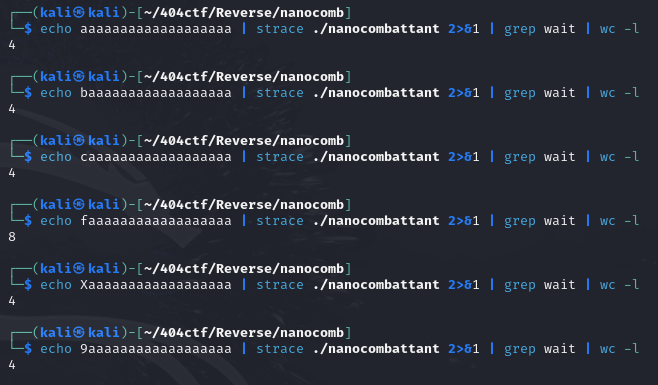 ┌──(kali㉿kali)-[~/404ctf/Reverse/nanocomb]
└─$ echo aaaaaaaaaaaaaaaaaaa | strace ./nanocombattant 2>&1 | grep wait | wc -l
4
┌──(kali㉿kali)-[~/404ctf/Reverse/nanocomb]
└─$ echo baaaaaaaaaaaaaaaaaa | strace ./nanocombattant 2>&1 | grep wait | wc -l
4
┌──(kali㉿kali)-[~/404ctf/Reverse/nanocomb]
└─$ echo caaaaaaaaaaaaaaaaaa | strace ./nanocombattant 2>&1 | grep wait | wc -l
4
┌──(kali㉿kali)-[~/404ctf/Reverse/nanocomb]
└─$ echo faaaaaaaaaaaaaaaaaa | strace ./nanocombattant 2>&1 | grep wait | wc -l
8
┌──(kali㉿kali)-[~/404ctf/Reverse/nanocomb]
└─$ echo Xaaaaaaaaaaaaaaaaaa | strace ./nanocombattant 2>&1 | grep wait | wc -l
4
┌──(kali㉿kali)-[~/404ctf/Reverse/nanocomb]
└─$ echo 9aaaaaaaaaaaaaaaaaa | strace ./nanocombattant 2>&1 | grep wait | wc -l
4